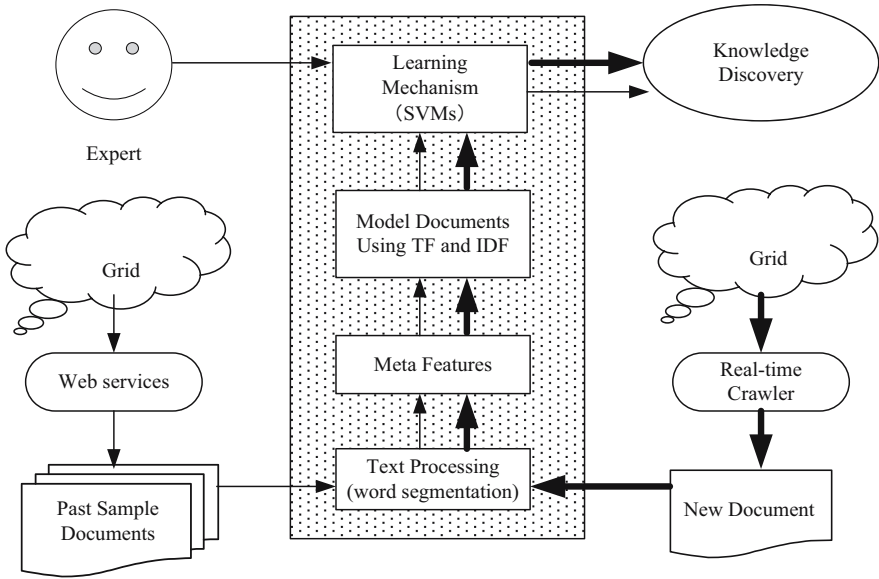 Learning
Mechanism
（SVMs）
Knowledge
Discovery
Expert
Model Documents
Using TF and IDF
Grid
Grid
Web services
Meta Features
Real-time
Crawler
Past Sample
Documents
Text Processing
(word segmentation)
New Document